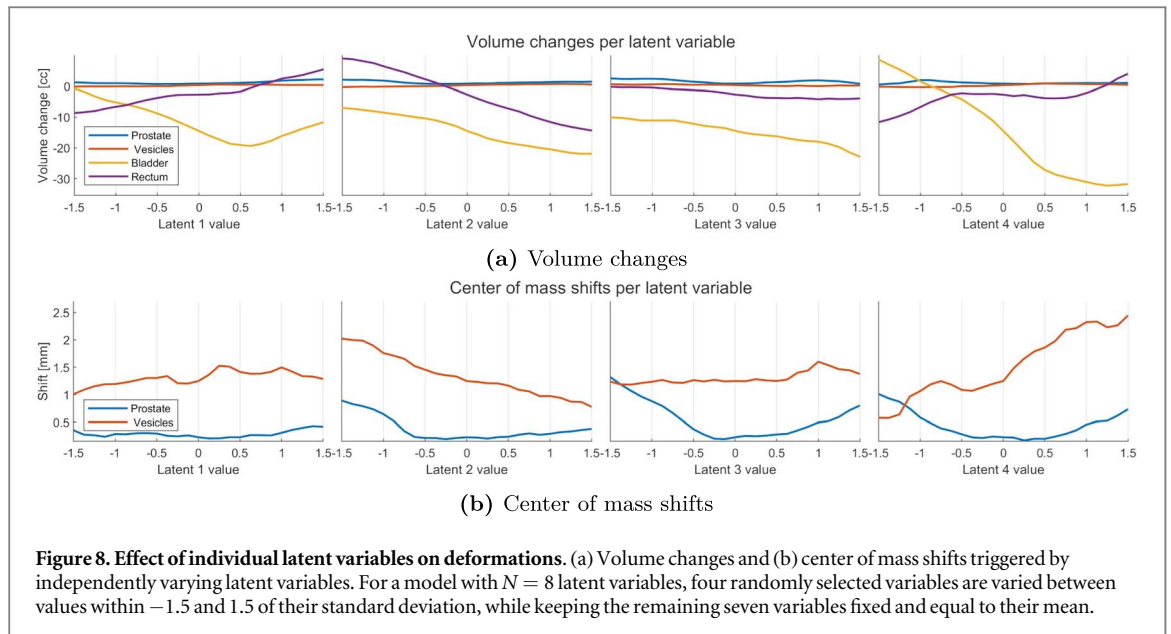 Volume changes per latent variable
Volume change [cc]
0
-10
-20
-30
Prostate
Vesicles
Bladder
Rectum
-1.5 -1 -0.5 0 0.5 1 1.5 -1.5 -1 -0.5 0 0.5 1 1.5 -1.5 -1 -0.5 0 0.5 1 1.5 -1.5 -1 -0.5 0 0.5 1 1.5
Latent 1 value Latent 2 value Latent 3 value Latent 4 value
(a) Volume changes
Center of mass shifts per latent variable
Shift [mm]
2.5
2
1.5
1
0.5
Prostate
Vesicles
-1.5 -1 -0.5 0 0.5 1 1.5 -1.5 -1 -0.5 0 0.5 1 1.5 -1.5 -1 -0.5 0 0.5 1 1.5 -1.5 -1 -0.5 0 0.5 1 1.5
Latent 1 value Latent 2 value Latent 3 value Latent 4 value
(b) Center of mass shifts
Figure 8. Effect of individual latent variables on deformations. (a) Volume changes and (b) center of mass shifts triggered by
independently varying latent variables. For a model with N = 8 latent variables, four randomly selected variables are varied between
values within −1.5 and 1.5 of their standard deviation, while keeping the remaining seven variables fixed and equal to their mean.